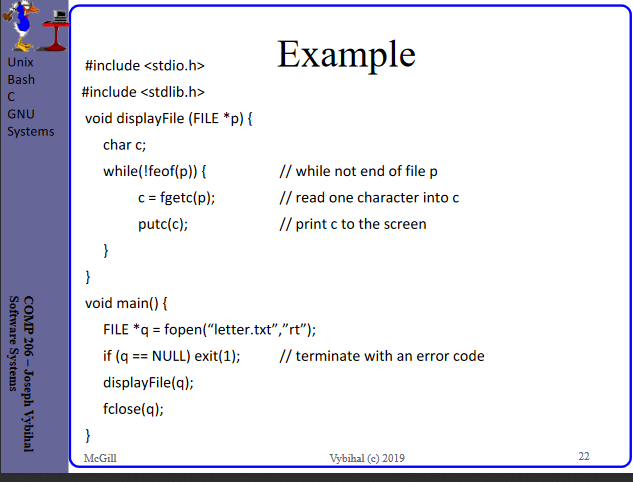 Unix
Bash
C
GNU
Systems
COMP 206 – Joseph Vybihal
Software Systems
Example
#include <stdio.h>
#include <stdlib.h>
void displayFile (FILE *p) {
char c;
while(!feof(p)) { // while not end of file p
c = fgetc(p); // read one character into c
putc(c); // print c to the screen
}
}
void main() {
FILE *q = fopen(“letter.txt”,”rt”);
if (q == NULL) exit(1); // terminate with an error code
displayFile(q);
fclose(q);
}
McGill Vybihal (c) 2019 22